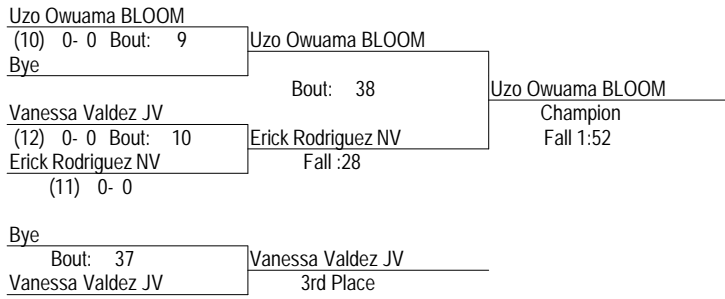 Uzo Owuama BLOOM
(10) 0- 0 Bout: 9
Bye
Uzo Owuama BLOOM
Bout: 38
Uzo Owuama BLOOM
Champion
Fall 1:52
Vanessa Valdez JV
(12) 0- 0 Bout: 10
Erick Rodriguez NV
(11) 0- 0
Erick Rodriguez NV
Fall :28
Bye
Bout: 37
Vanessa Valdez JV
Vanessa Valdez JV
3rd Place